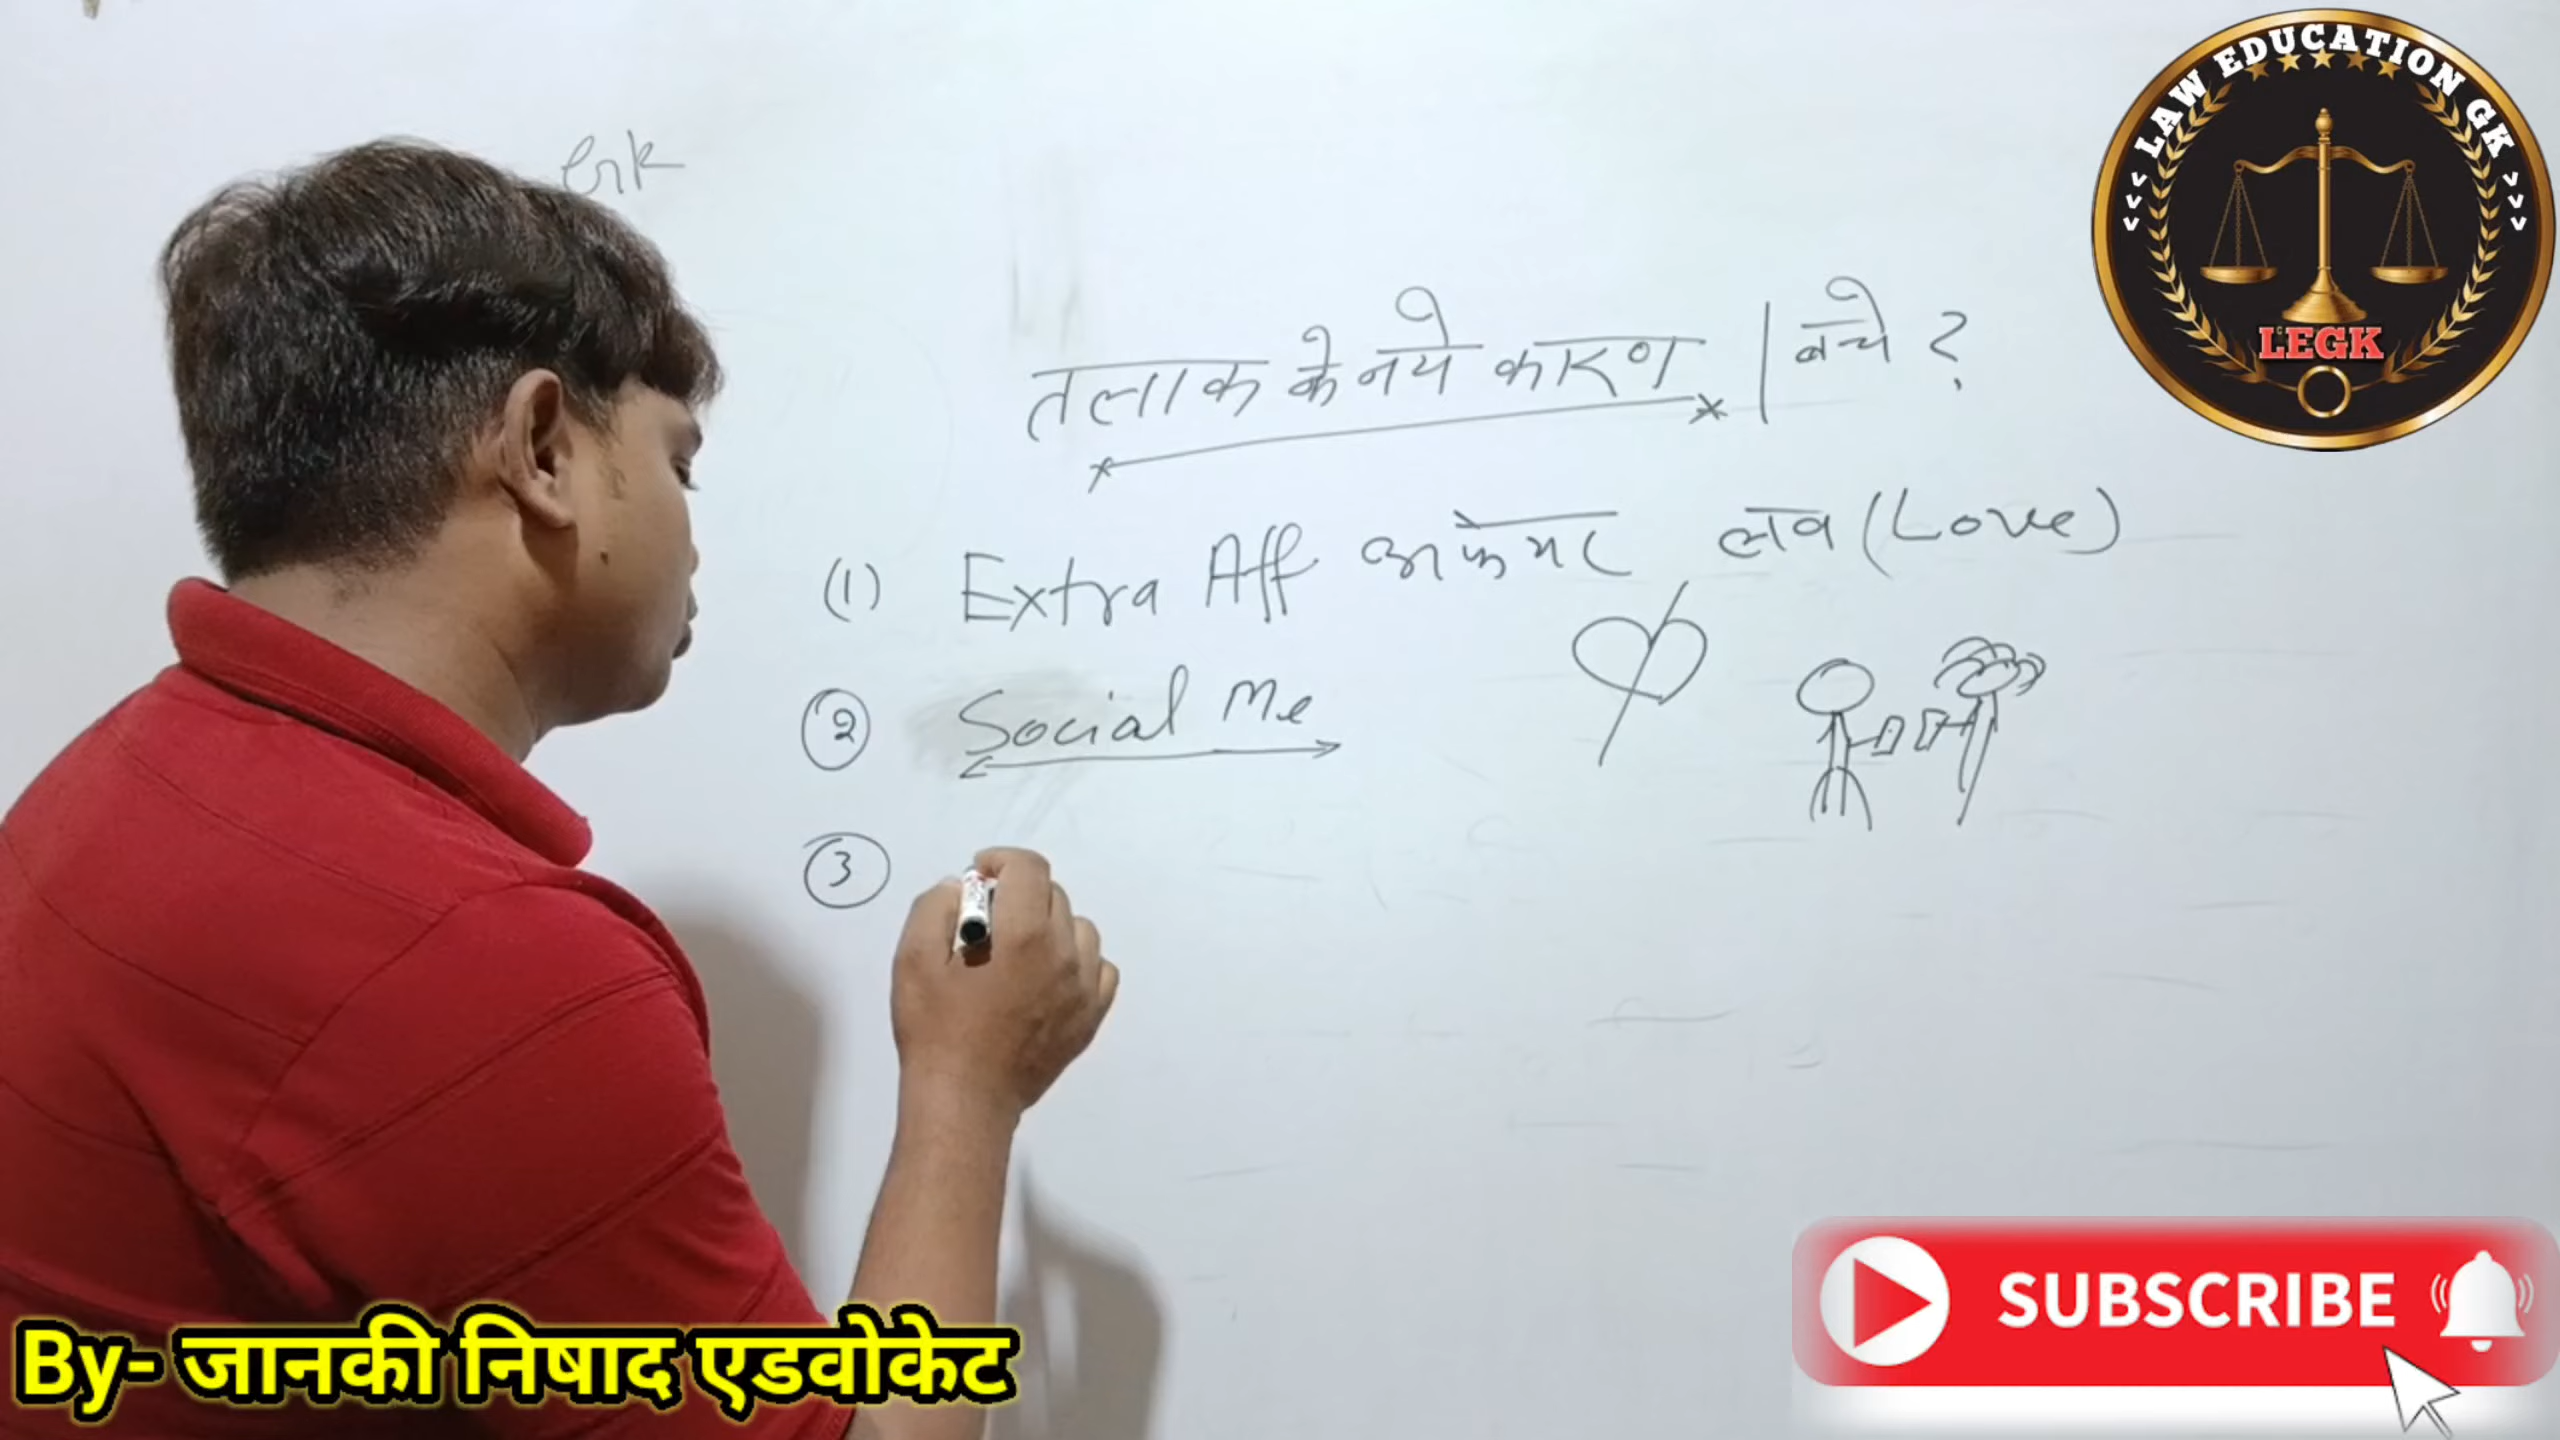 LAW EDUCATION GK
LEGK
GK
तलाक के नये कारण | बचे ?
(1) Extra Aff अफेयर लव (Love)
2 Social Me
3
By- जानकी निषाद एडवोकेट
SUBSCRIBE